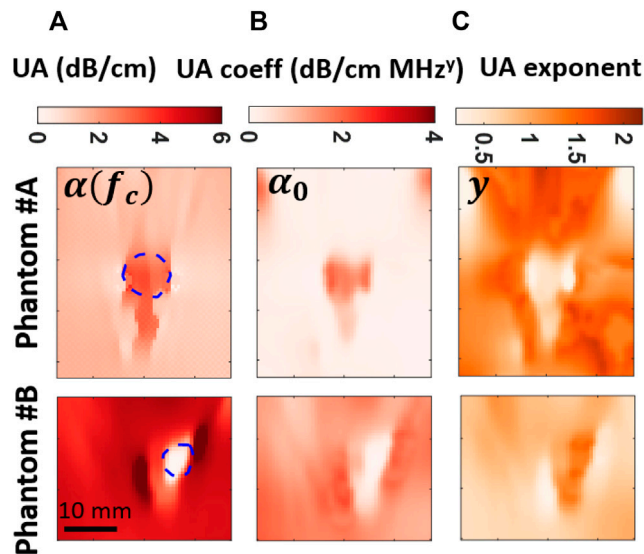 A
B
C
UA (dB/cm)
UA coeff (dB/cm MHzʸ)
UA exponent
0 2 4 6
0 2 4
0.5 1 1.5 2
Phantom #A
α(f_c)
α₀
y
Phantom #B
10 mm